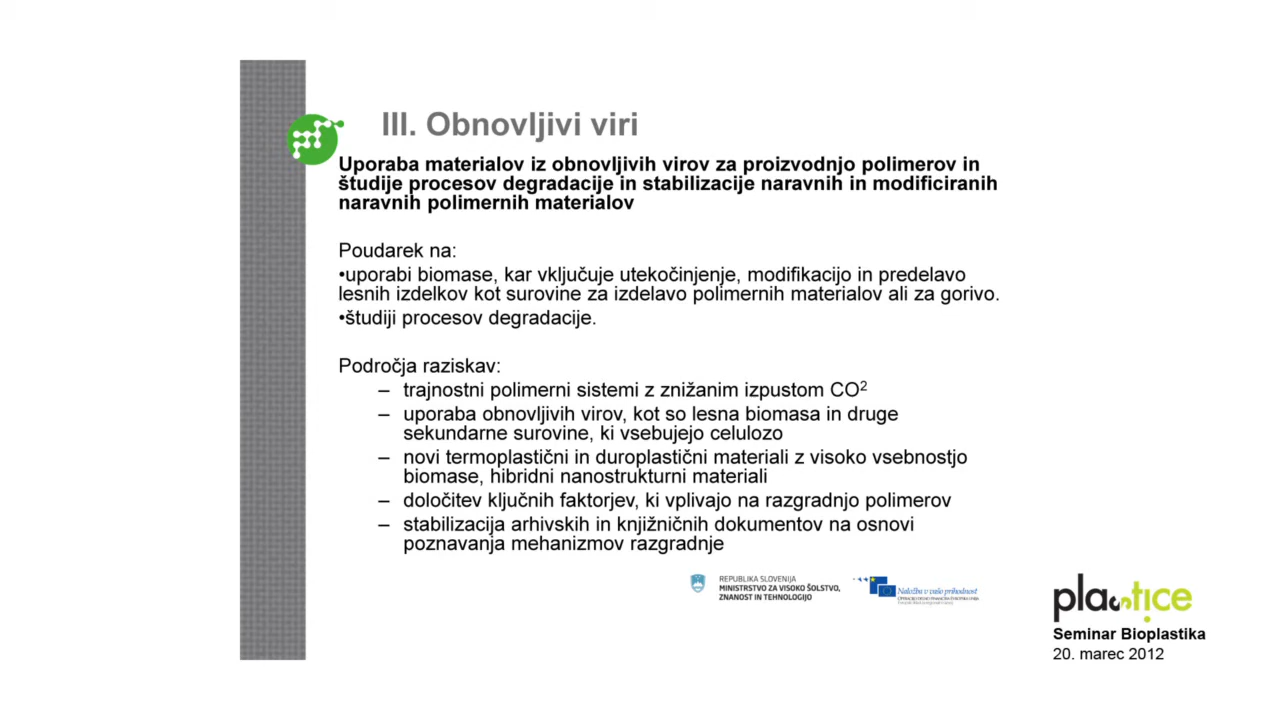 III. Obnovljivi viri
Uporaba materialov iz obnovljivih virov za proizvodnjo polimerov in
študije procesov degradacije in stabilizacije naravnih in modificiranih
naravnih polimernih materialov
Poudarek na:
•uporabi biomase, kar vključuje utekočinjenje, modifikacijo in predelavo
lesnih izdelkov kot surovine za izdelavo polimernih materialov ali za gorivo.
•študiji procesov degradacije.
Področja raziskav:
– trajnostni polimerni sistemi z znižanim izpustom CO²
– uporaba obnovljivih virov, kot so lesna biomasa in druge
sekundarne surovine, ki vsebujejo celulozo
– novi termoplastični in duroplastični materiali z visoko vsebnostjo
biomase, hibridni nanostrukturni materiali
– določitev ključnih faktorjev, ki vplivajo na razgradnjo polimerov
– stabilizacija arhivskih in knjižničnih dokumentov na osnovi
poznavanja mehanizmov razgradnje
REPUBLIKA SLOVENIJA
MINISTRSTVO ZA VISOKO ŠOLSTVO,
ZNANOST IN TEHNOLOGIJO
Naložba v vašo prihodnost
plastice
Seminar Bioplastika
20. marec 2012